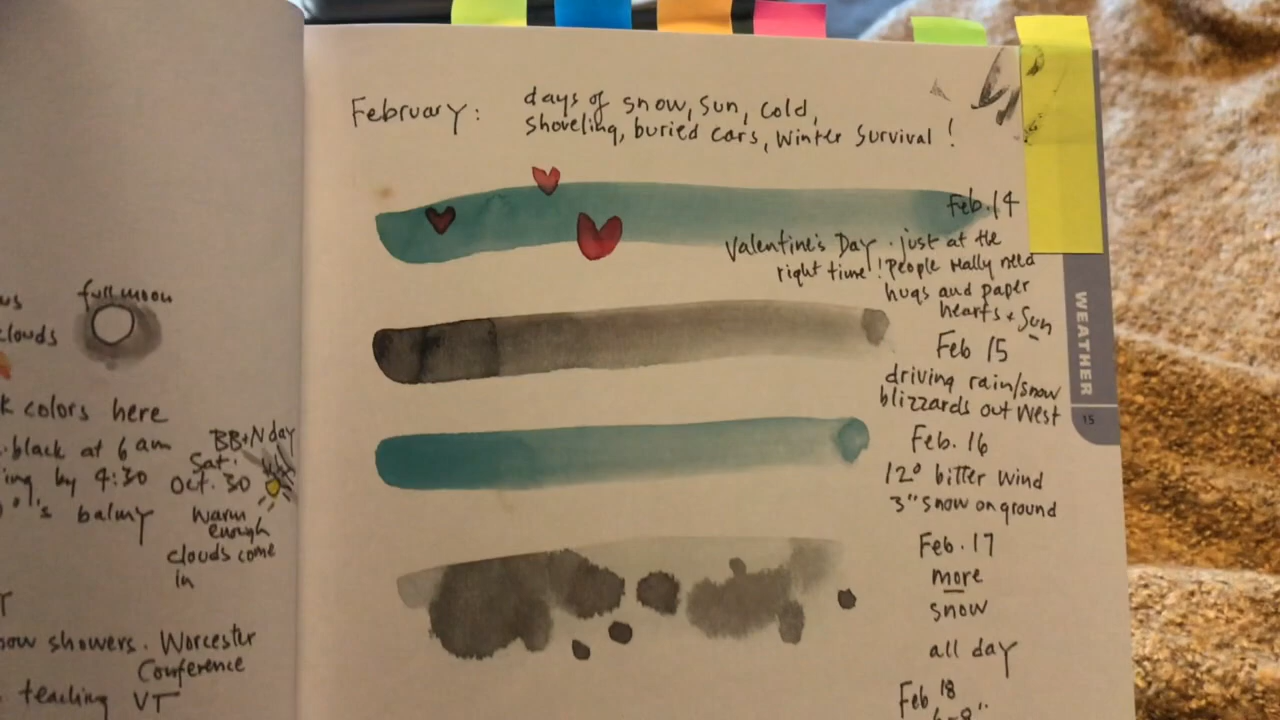 full moon
clouds
colors here
black at 6 am
by 4:30
's balmy
BB+N day
Sat.
Oct. 30
warm
enough
clouds come
in
showers. Worcester
Conference
teaching VT
February: days of snow, sun, cold,
shoveling, buried cars, winter survival!
Feb. 14
Valentine's Day . just at the
right time! People really need
hugs and paper
hearts + sun
Feb 15
driving rain/snow
blizzards out West
Feb. 16
12° bitter wind
3" snow on ground
Feb. 17
more
snow
all day
Feb 18
WEATHER
15